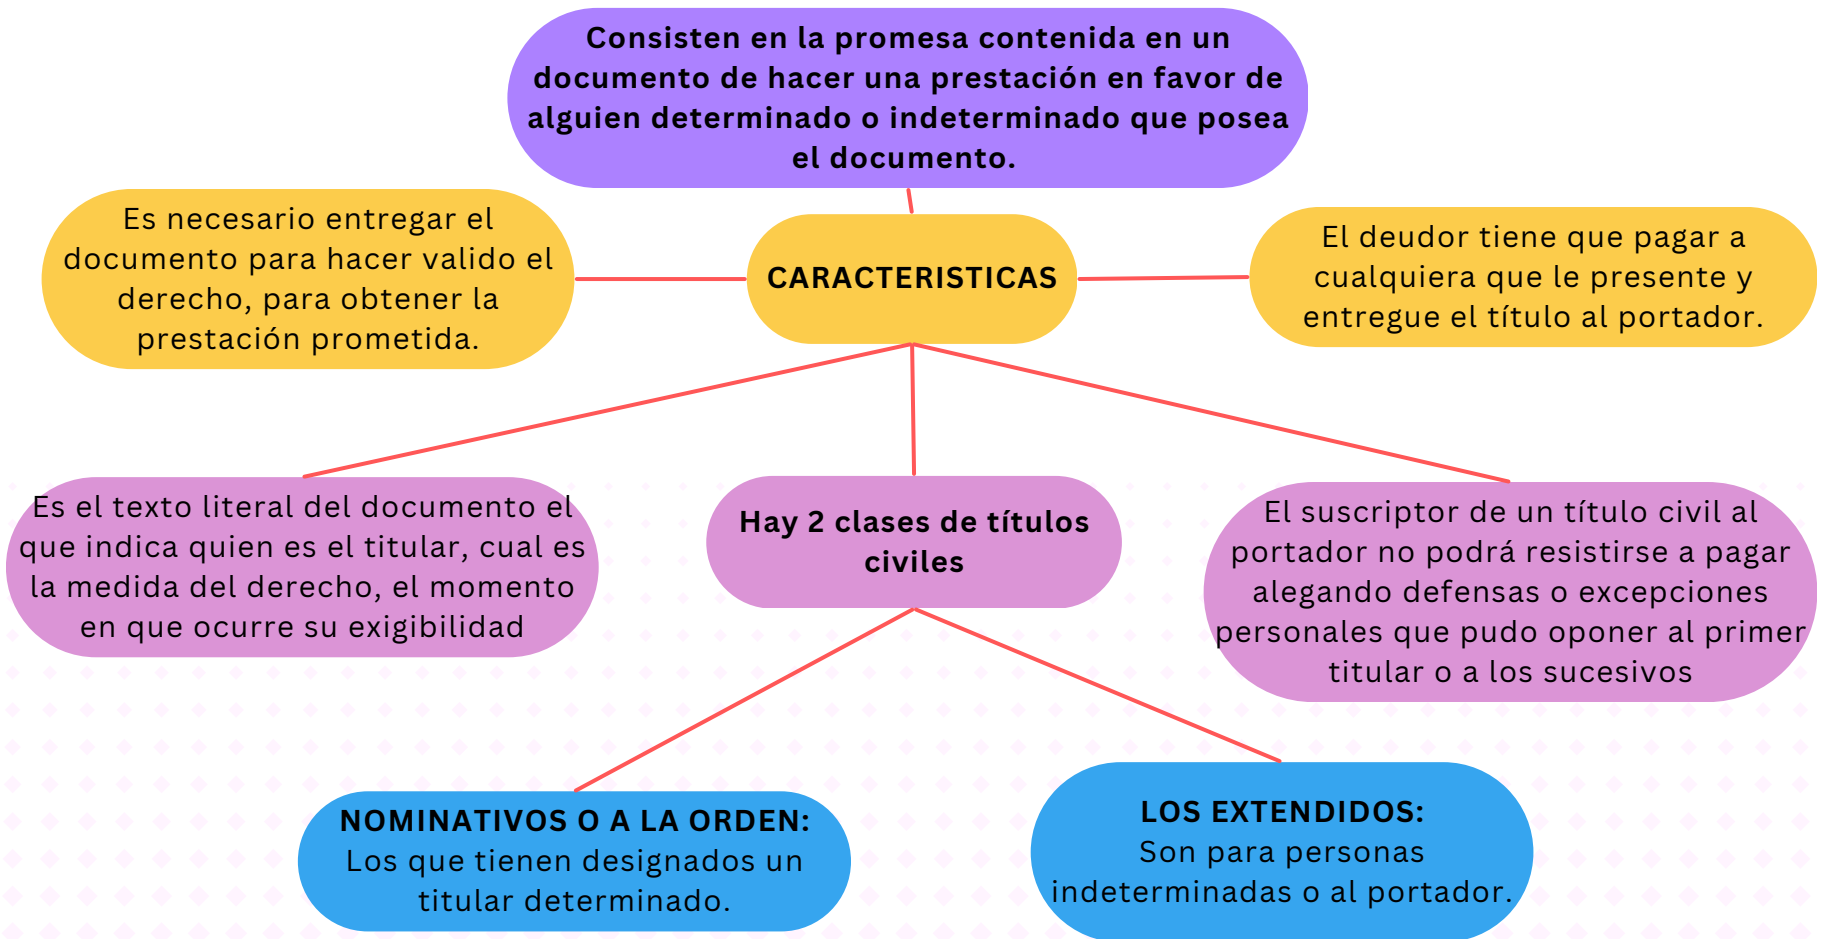 Consisten en la promesa contenida en un
documento de hacer una prestación en favor de
alguien determinado o indeterminado que posea
el documento.
Es necesario entregar el
documento para hacer valido el
derecho, para obtener la
prestación prometida.
CARACTERISTICAS
El deudor tiene que pagar a
cualquiera que le presente y
entregue el título al portador.
Es el texto literal del documento el
que indica quien es el titular, cual es
la medida del derecho, el momento
en que ocurre su exigibilidad
Hay 2 clases de títulos
civiles
El suscriptor de un título civil al
portador no podrá resistirse a pagar
alegando defensas o excepciones
personales que pudo oponer al primer
titular o a los sucesivos
NOMINATIVOS O A LA ORDEN:
Los que tienen designados un
titular determinado.
LOS EXTENDIDOS:
Son para personas
indeterminadas o al portador.